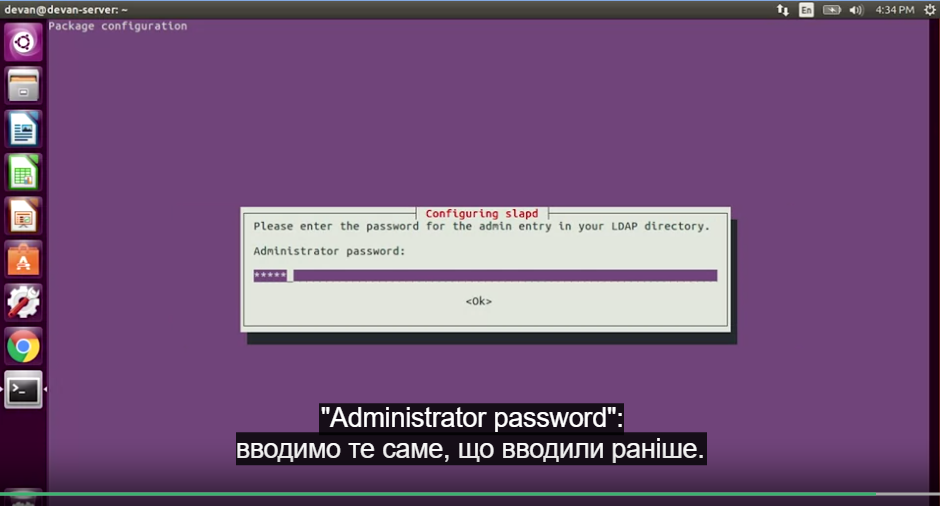 devan@devan-server: ~
En
4:34 PM
Package configuration
Configuring slapd
Please enter the password for the admin entry in your LDAP directory.
Administrator password:
*****_
<Ok>
"Administrator password":
вводимо те саме, що вводили раніше.